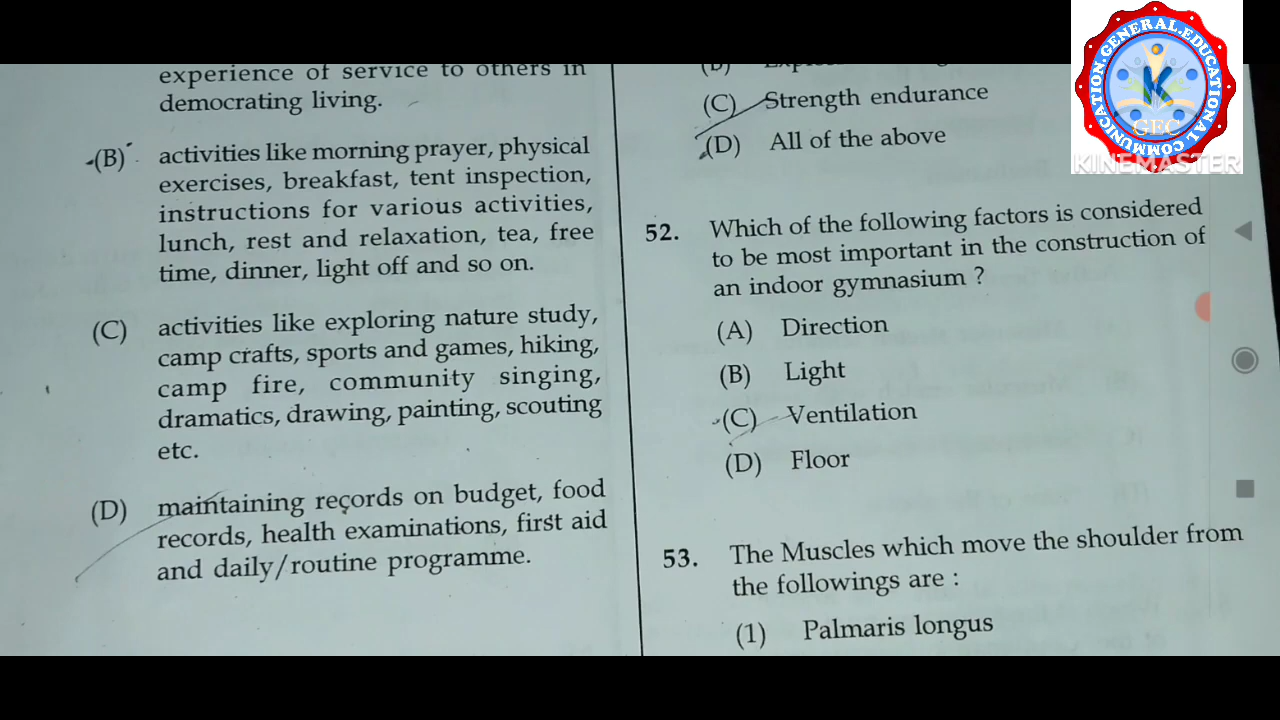 experience of service to others in
democrating living.
(B) activities like morning prayer, physical
exercises, breakfast, tent inspection,
instructions for various activities,
lunch, rest and relaxation, tea, free
time, dinner, light off and so on.
(C) activities like exploring nature study,
camp crafts, sports and games, hiking,
camp fire, community singing,
dramatics, drawing, painting, scouting
etc.
(D) maintaining records on budget, food
records, health examinations, first aid
and daily/routine programme.
(C) Strength endurance
(D) All of the above
52. Which of the following factors is considered
to be most important in the construction of
an indoor gymnasium ?
(A) Direction
(B) Light
(C) Ventilation
(D) Floor
53. The Muscles which move the shoulder from
the followings are :
(1) Palmaris longus
GENERAL.EDUCATIONAL
COMMUNICATION.
K
GEC
KINEMASTER